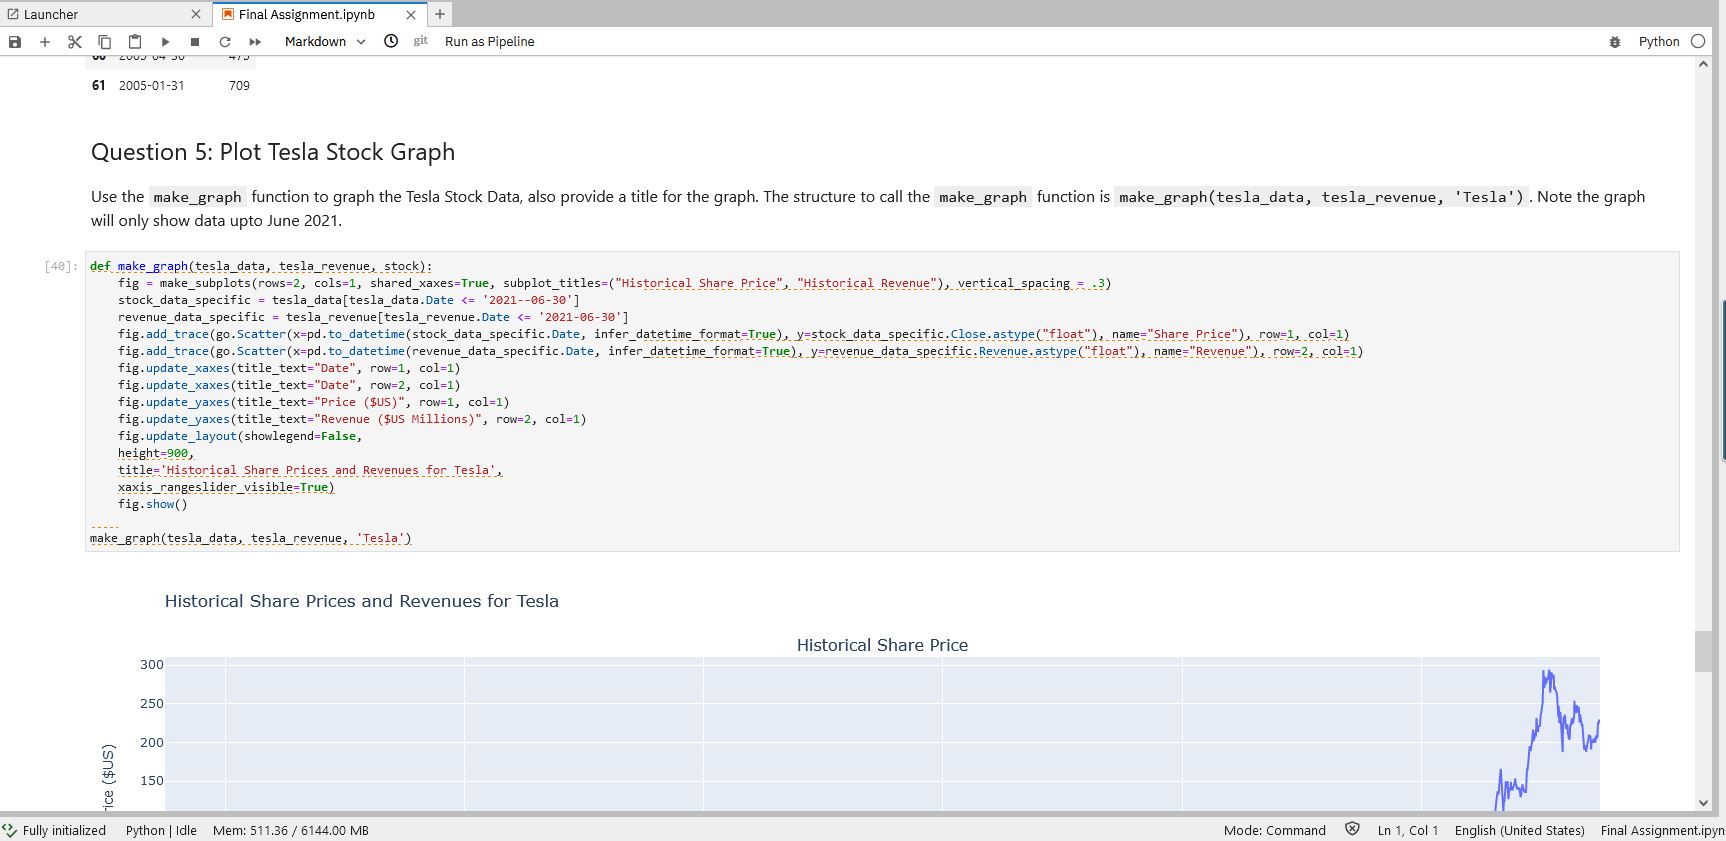 Launcher
Final Assignment.ipynb
Markdown
git
Run as Pipeline
Python
60 2005-04-30 475
61 2005-01-31 709
Question 5: Plot Tesla Stock Graph
Use the make_graph function to graph the Tesla Stock Data, also provide a title for the graph. The structure to call the make_graph function is make_graph(tesla_data, tesla_revenue, 'Tesla'). Note the graph
will only show data upto June 2021.
[40]:
def make_graph(tesla_data, tesla_revenue, stock):
    fig = make_subplots(rows=2, cols=1, shared_xaxes=True, subplot_titles=("Historical Share Price", "Historical Revenue"), vertical_spacing = .3)
    stock_data_specific = tesla_data[tesla_data.Date <= '2021--06-30']
    revenue_data_specific = tesla_revenue[tesla_revenue.Date <= '2021-06-30']
    fig.add_trace(go.Scatter(x=pd.to_datetime(stock_data_specific.Date, infer_datetime_format=True), y=stock_data_specific.Close.astype("float"), name="Share Price"), row=1, col=1)
    fig.add_trace(go.Scatter(x=pd.to_datetime(revenue_data_specific.Date, infer_datetime_format=True), y=revenue_data_specific.Revenue.astype("float"), name="Revenue"), row=2, col=1)
    fig.update_xaxes(title_text="Date", row=1, col=1)
    fig.update_xaxes(title_text="Date", row=2, col=1)
    fig.update_yaxes(title_text="Price ($US)", row=1, col=1)
    fig.update_yaxes(title_text="Revenue ($US Millions)", row=2, col=1)
    fig.update_layout(showlegend=False,
    height=900,
    title='Historical Share Prices and Revenues for Tesla',
    xaxis_rangeslider_visible=True)
    fig.show()
make_graph(tesla_data, tesla_revenue, 'Tesla')
Historical Share Prices and Revenues for Tesla
Historical Share Price
300
250
200
150
rice ($US)
Fully initialized
Python | Idle
Mem: 511.36 / 6144.00 MB
Mode: Command
Ln 1, Col 1
English (United States)
Final Assignment.ipyn